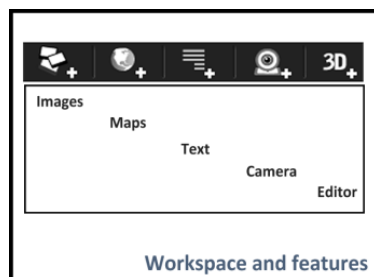 3D
Images
Maps
Text
Camera
Editor
Workspace and features